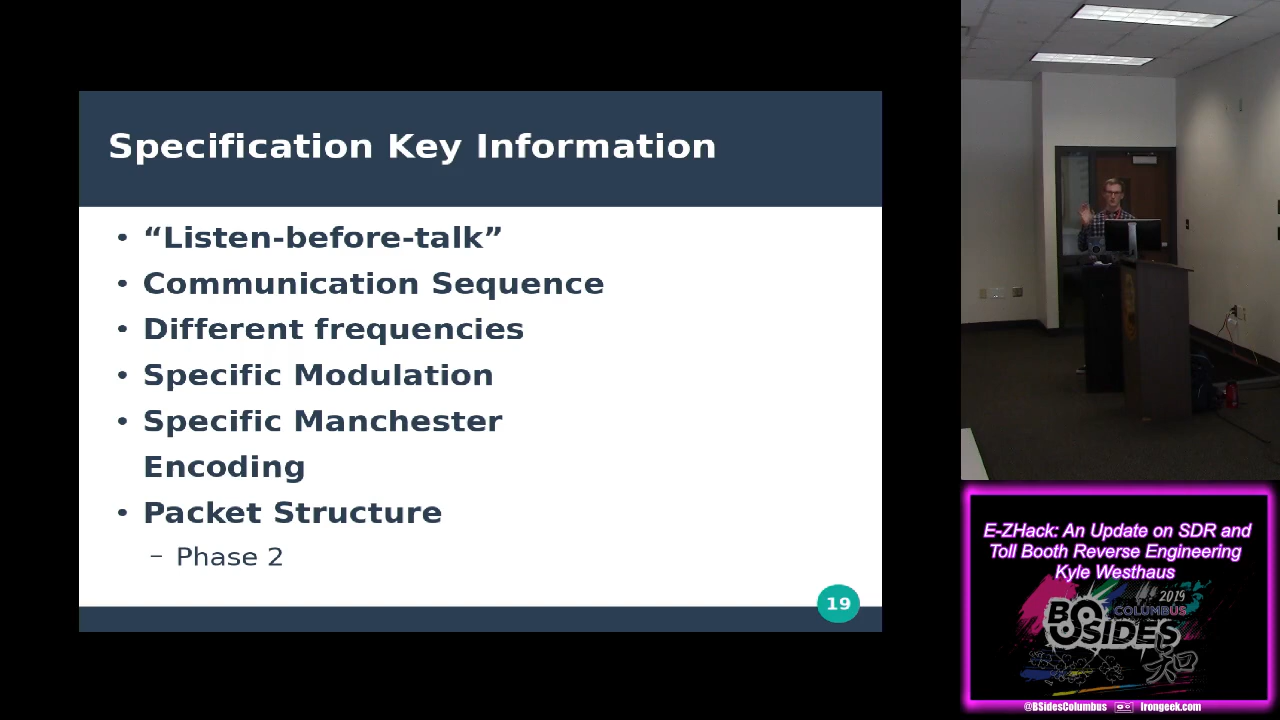 Specification Key Information
• “Listen-before-talk”
• Communication Sequence
• Different frequencies
• Specific Modulation
• Specific Manchester
Encoding
• Packet Structure
– Phase 2
19
E-ZHack: An Update on SDR and
Toll Booth Reverse Engineering
Kyle Westhaus
2019
BSIDES
COLUMBUS
知
@BSidesColumbus irongeek.com